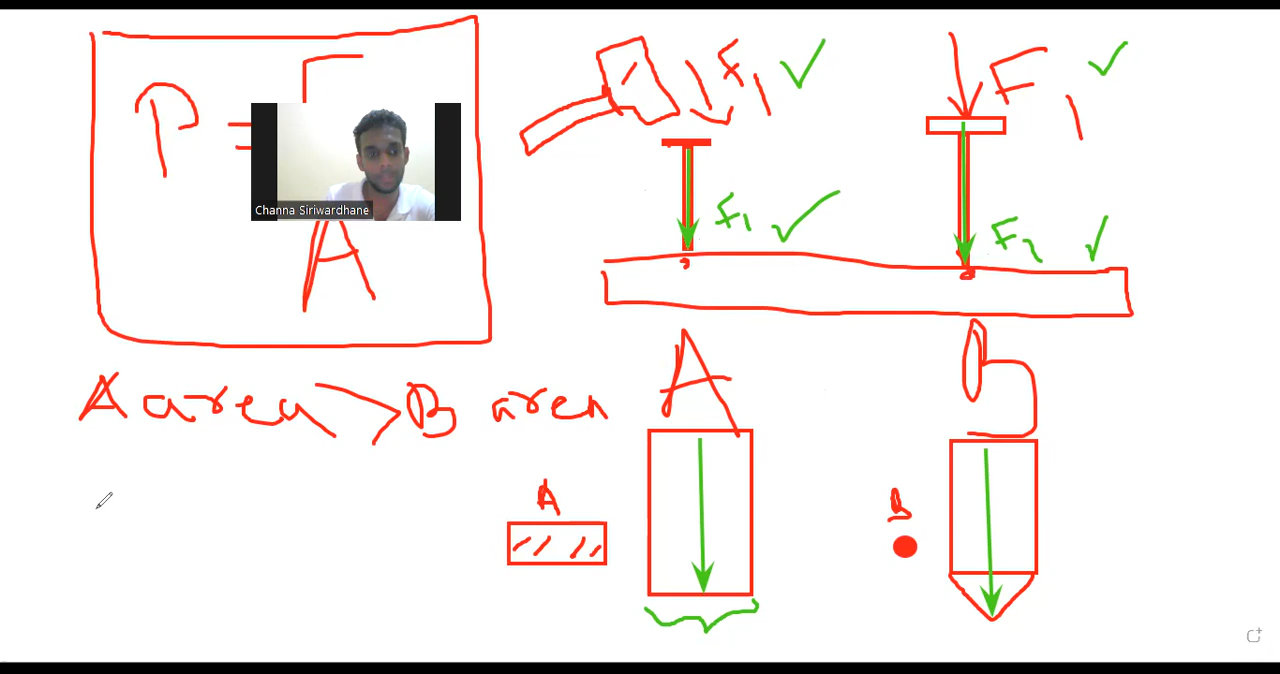 P = F
A
Channa Siriwardhane
F1
F1
F1
F2
A area > B area
A
b
A
B